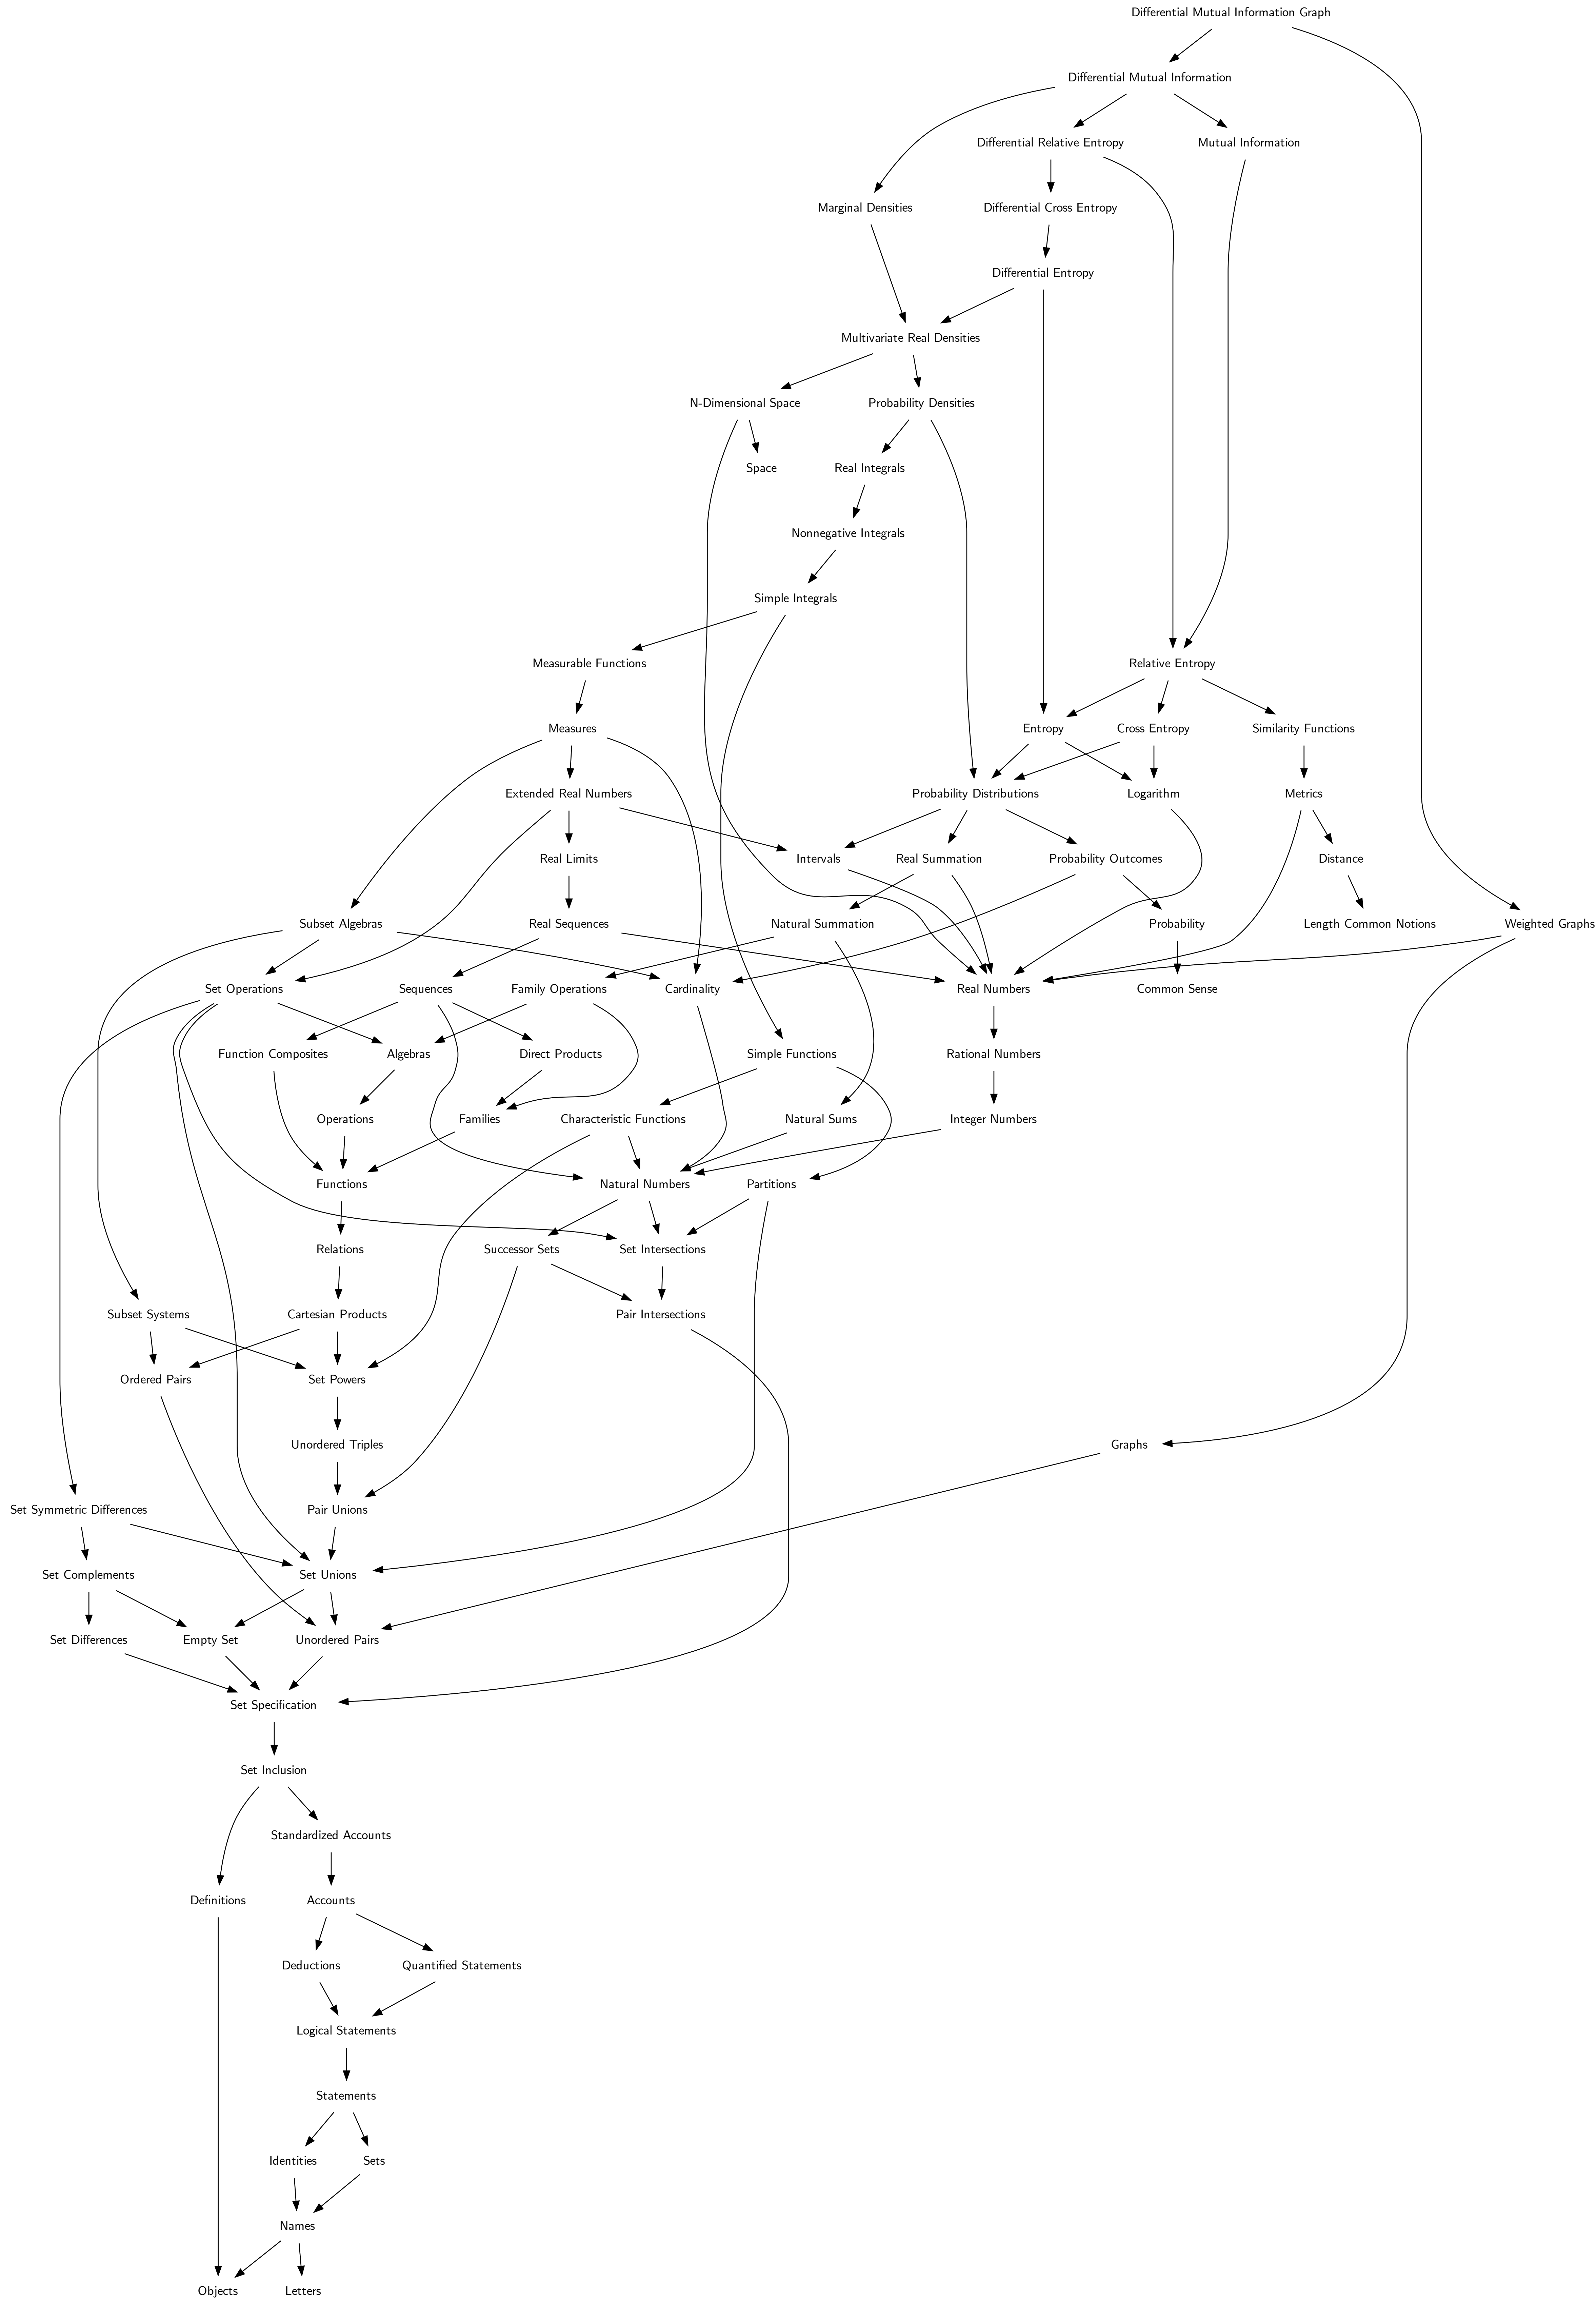 Differential Mutual Information Graph
Differential Mutual Information
Differential Relative Entropy
Mutual Information
Marginal Densities
Differential Cross Entropy
Differential Entropy
Multivariate Real Densities
N-Dimensional Space
Probability Densities
Space
Real Integrals
Nonnegative Integrals
Simple Integrals
Measurable Functions
Relative Entropy
Measures
Entropy
Cross Entropy
Similarity Functions
Extended Real Numbers
Probability Distributions
Logarithm
Metrics
Real Limits
Intervals
Real Summation
Probability Outcomes
Distance
Subset Algebras
Real Sequences
Natural Summation
Probability
Length Common Notions
Weighted Graphs
Set Operations
Sequences
Family Operations
Cardinality
Real Numbers
Common Sense
Function Composites
Algebras
Direct Products
Simple Functions
Rational Numbers
Operations
Families
Characteristic Functions
Natural Sums
Integer Numbers
Functions
Natural Numbers
Partitions
Relations
Successor Sets
Set Intersections
Subset Systems
Cartesian Products
Pair Intersections
Ordered Pairs
Set Powers
Unordered Triples
Graphs
Set Symmetric Differences
Pair Unions
Set Complements
Set Unions
Set Differences
Empty Set
Unordered Pairs
Set Specification
Set Inclusion
Standardized Accounts
Definitions
Accounts
Deductions
Quantified Statements
Logical Statements
Statements
Identities
Sets
Names
Objects
Letters